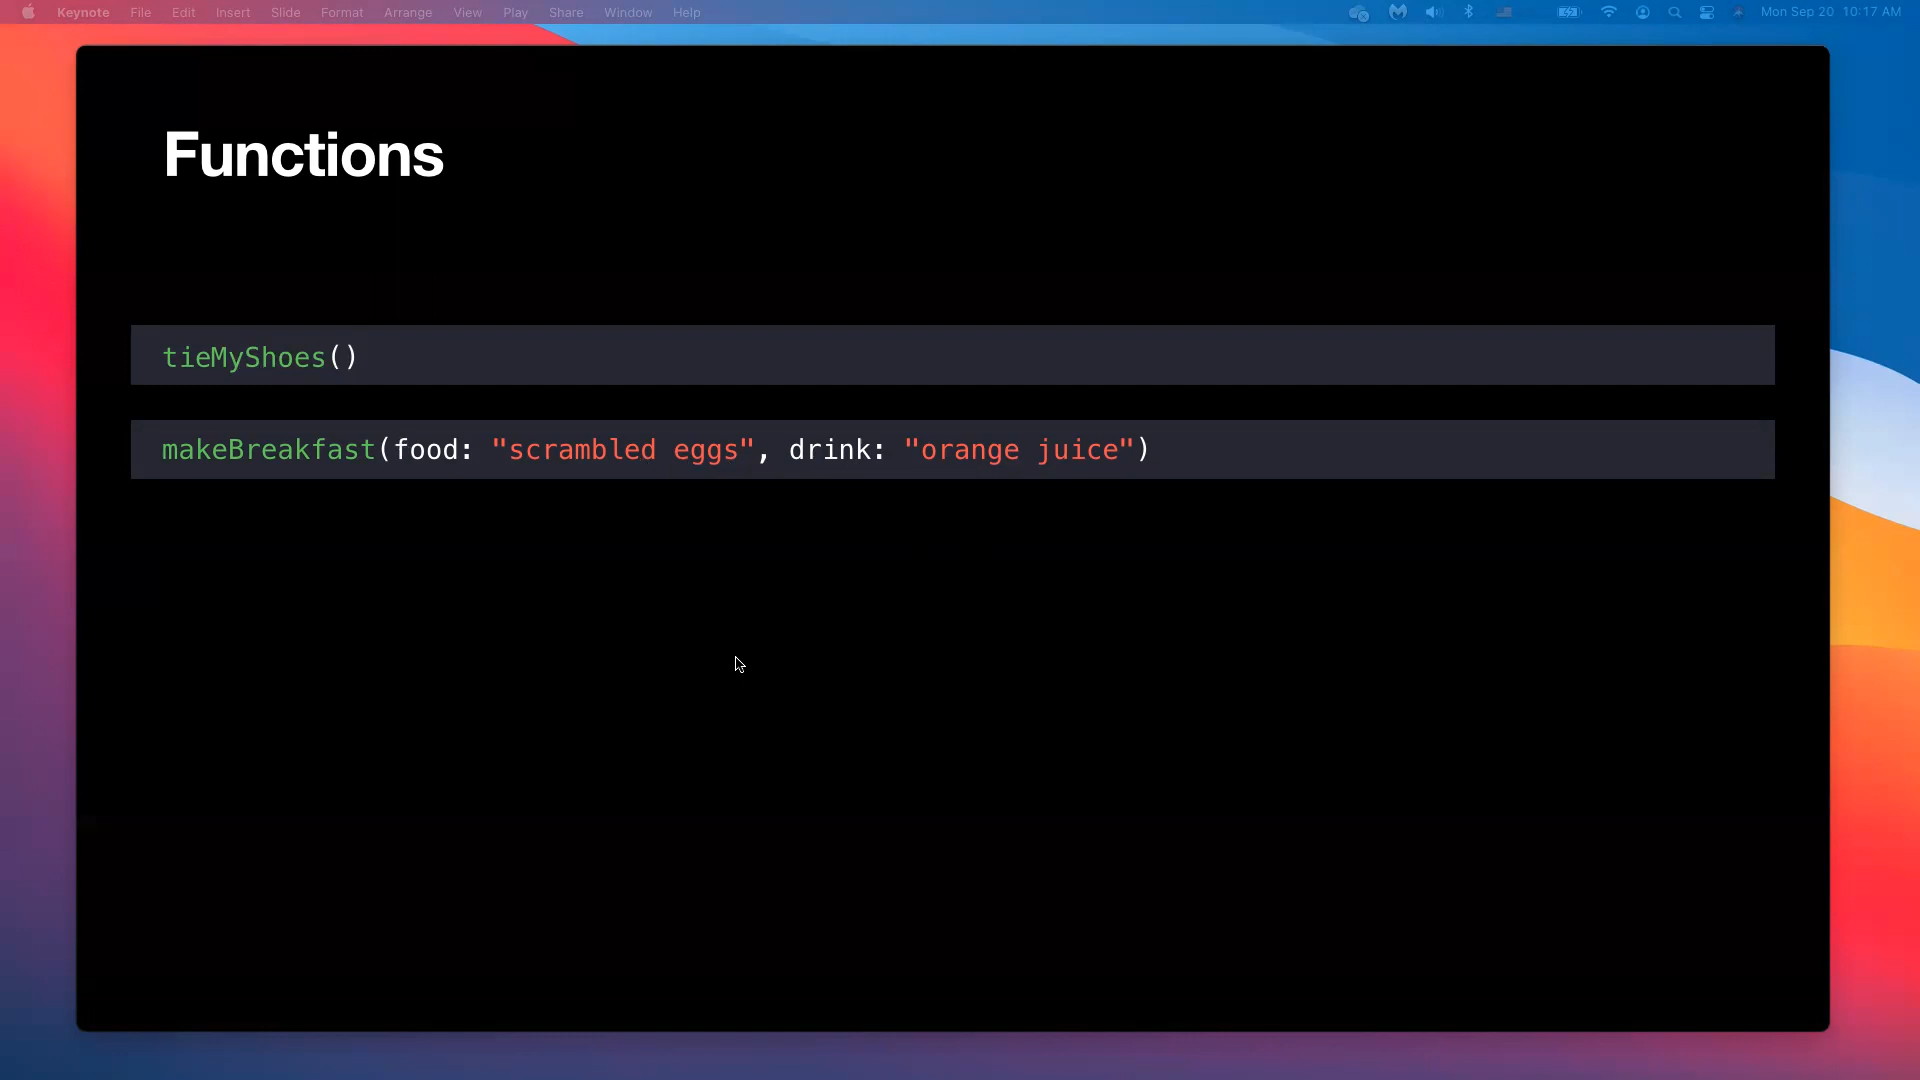 Keynote File Edit Insert Slide Format Arrange View Play Share Window Help Mon Sep 20 10:17 AM
Functions
tieMyShoes()
makeBreakfast(food: "scrambled eggs", drink: "orange juice")